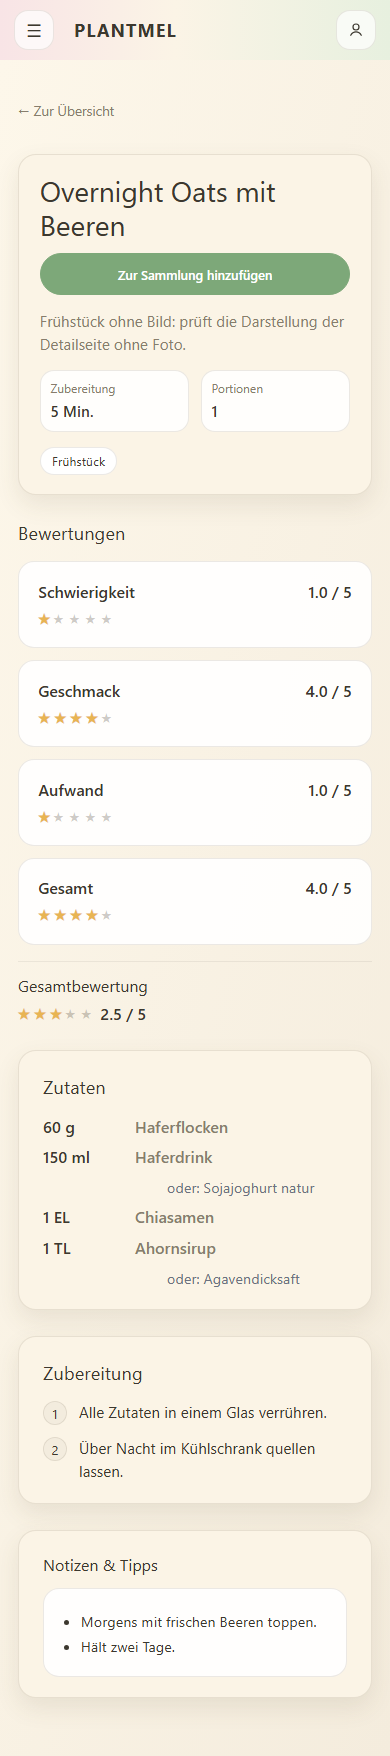 ☰ PLANTMEL
← Zur Übersicht
Overnight Oats mit
Beeren
Zur Sammlung hinzufügen
Frühstück ohne Bild: prüft die Darstellung der
Detailseite ohne Foto.
Zubereitung
5 Min.
Portionen
1
Frühstück
Bewertungen
Schwierigkeit 1.0 / 5
★★★★★
Geschmack 4.0 / 5
★★★★★
Aufwand 1.0 / 5
★★★★★
Gesamt 4.0 / 5
★★★★★
Gesamtbewertung
★★★★★ 2.5 / 5
Zutaten
60 g Haferflocken
150 ml Haferdrink
oder: Sojajoghurt natur
1 EL Chiasamen
1 TL Ahornsirup
oder: Agavendicksaft
Zubereitung
1 Alle Zutaten in einem Glas verrühren.
2 Über Nacht im Kühlschrank quellen
lassen.
Notizen & Tipps
• Morgens mit frischen Beeren toppen.
• Hält zwei Tage.